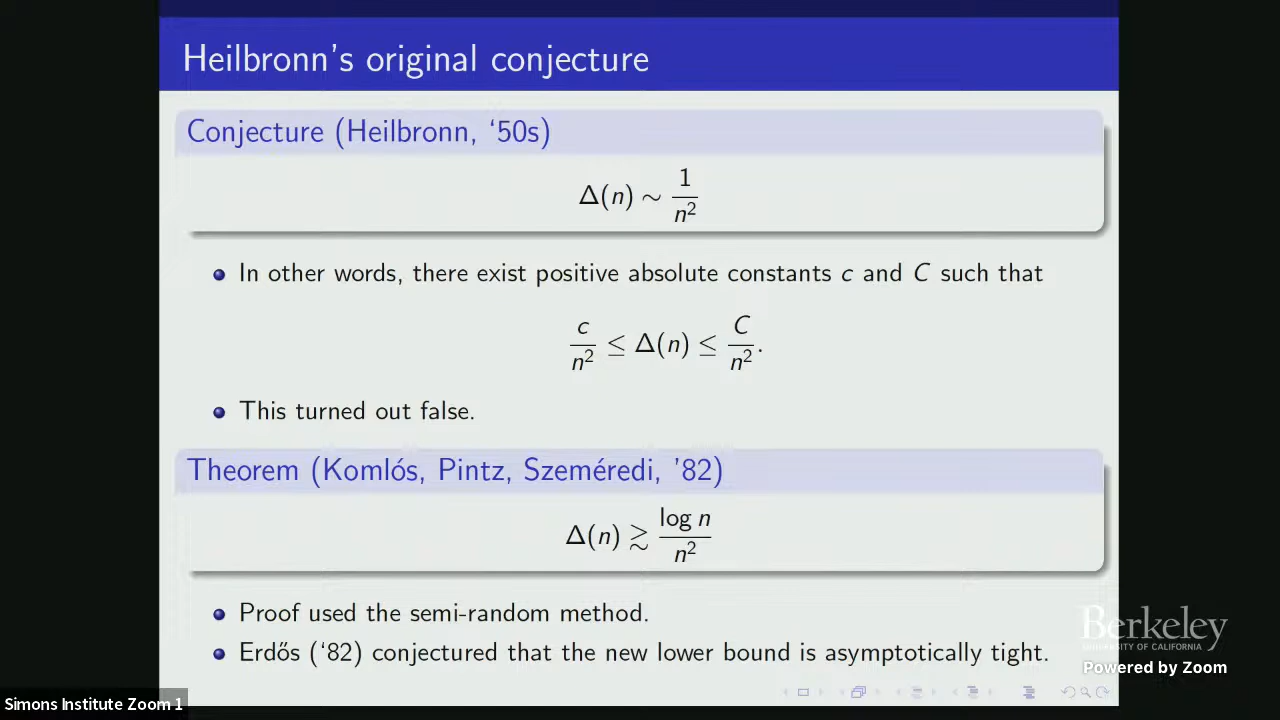 Heilbronn's original conjecture
Conjecture (Heilbronn, ‘50s)
Δ(n) ∼ 1/n²
In other words, there exist positive absolute constants c and C such that
c/n² ≤ Δ(n) ≤ C/n².
This turned out false.
Theorem (Komlós, Pintz, Szeméredi, '82)
Δ(n) ≳ log n/n²
Proof used the semi-random method.
Erdős (‘82) conjectured that the new lower bound is asymptotically tight.
Berkeley
UNIVERSITY OF CALIFORNIA
Powered by Zoom
Simons Institute Zoom 1